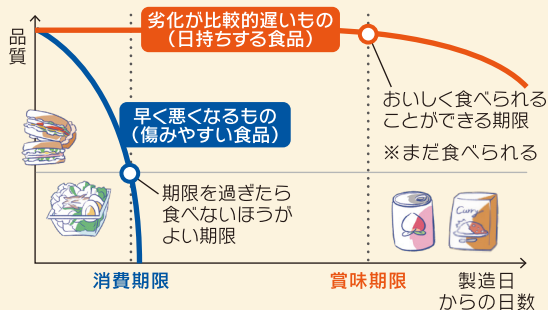 品質
劣化が比較的遅いもの
（日持ちする食品）
早く悪くなるもの
（傷みやすい食品）
おいしく食べられる
ことができる期限
※まだ食べられる
期限を過ぎたら
食べないほうが
よい期限
Curry
消費期限
賞味期限
製造日
からの日数